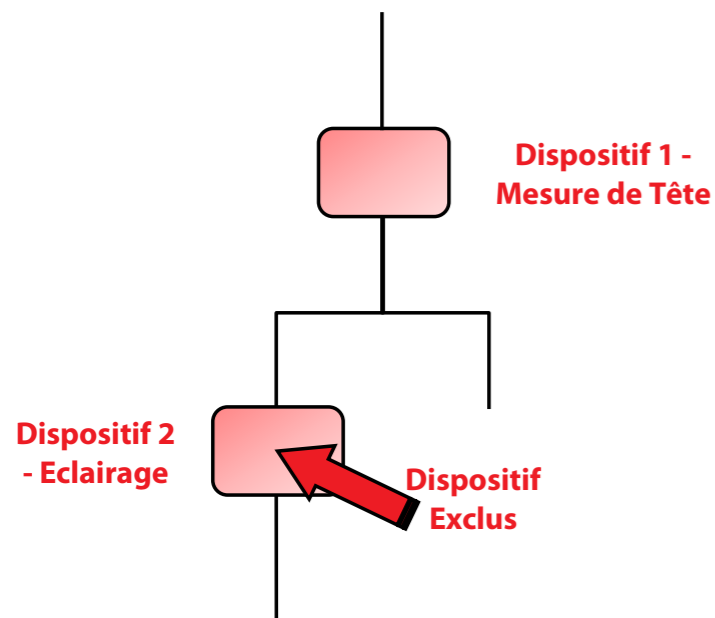 Dispositif 1 -
Mesure de Tête
Dispositif 2
- Eclairage
Dispositif
Exclus